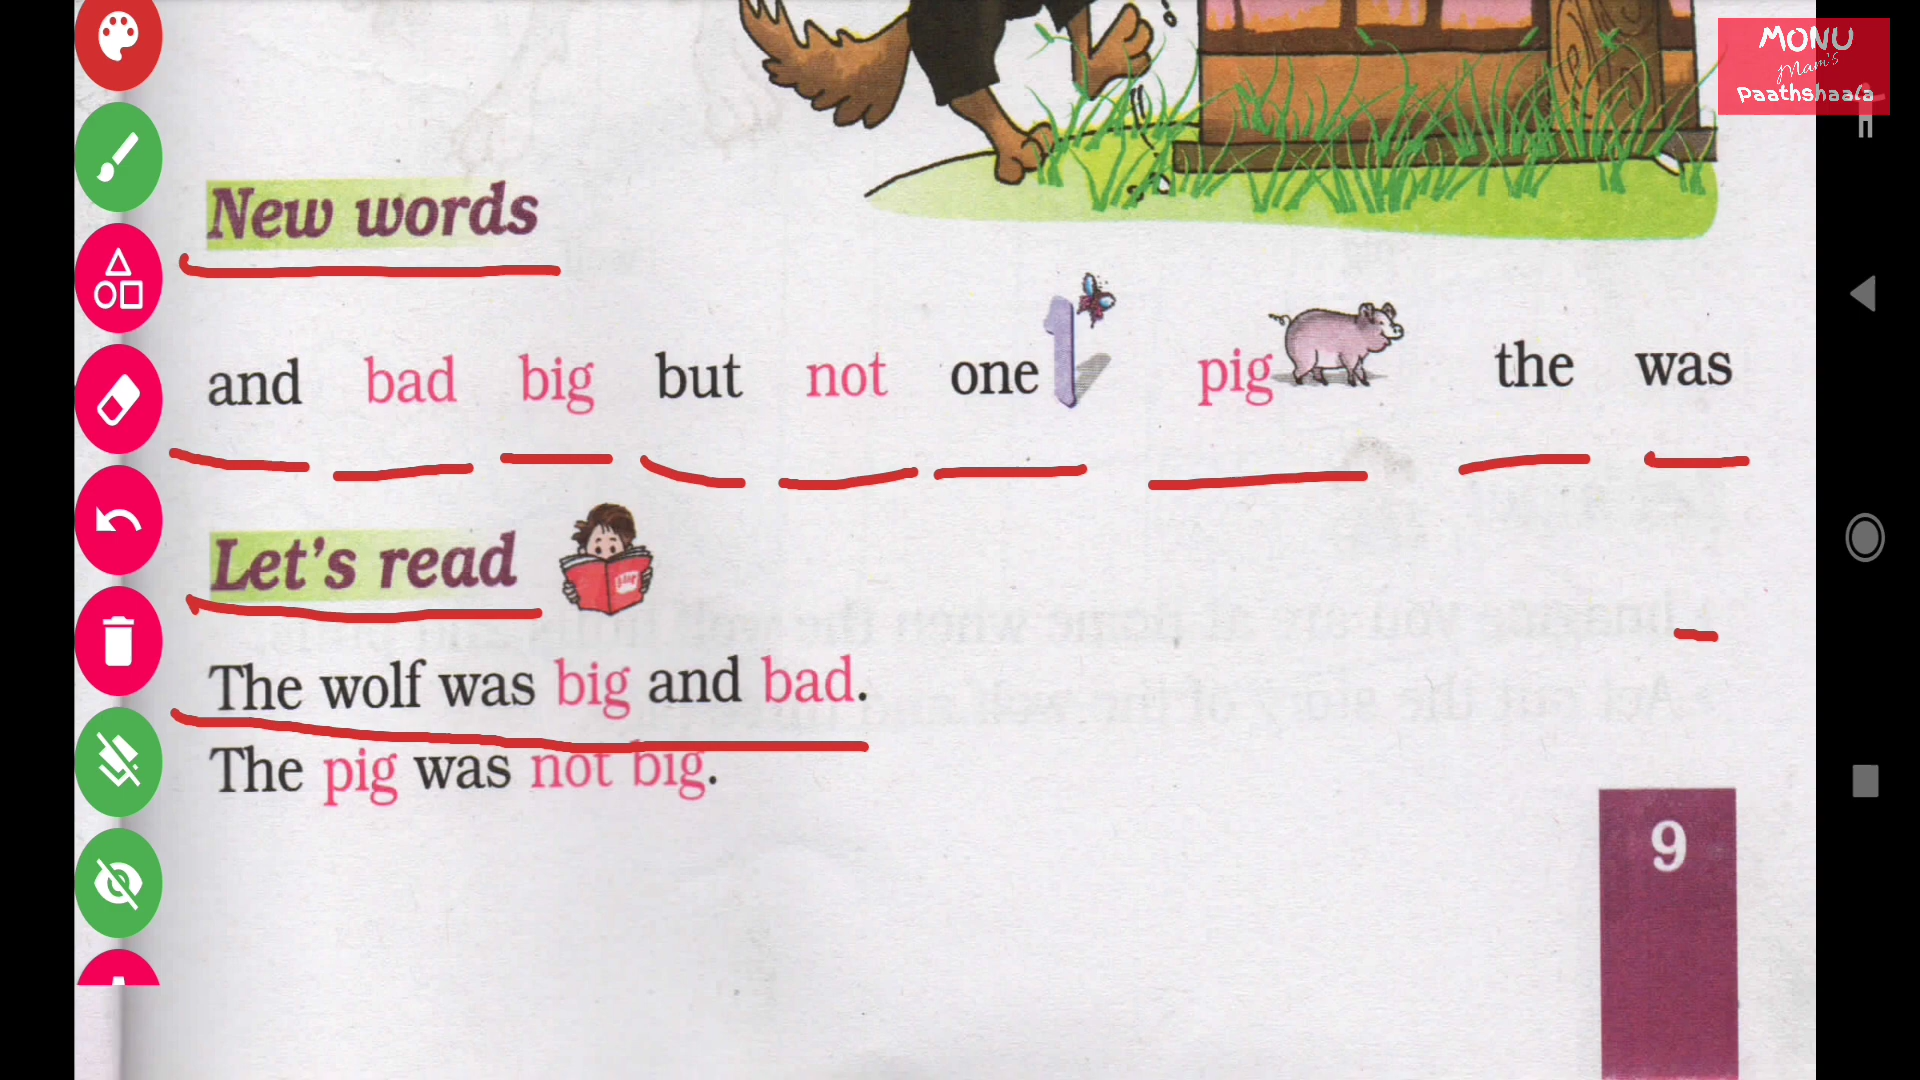 MONU
Mam's
Paathshaala
New words
and bad big but not one 1 pig the was
Let's read
The wolf was big and bad.
The pig was not big.
9